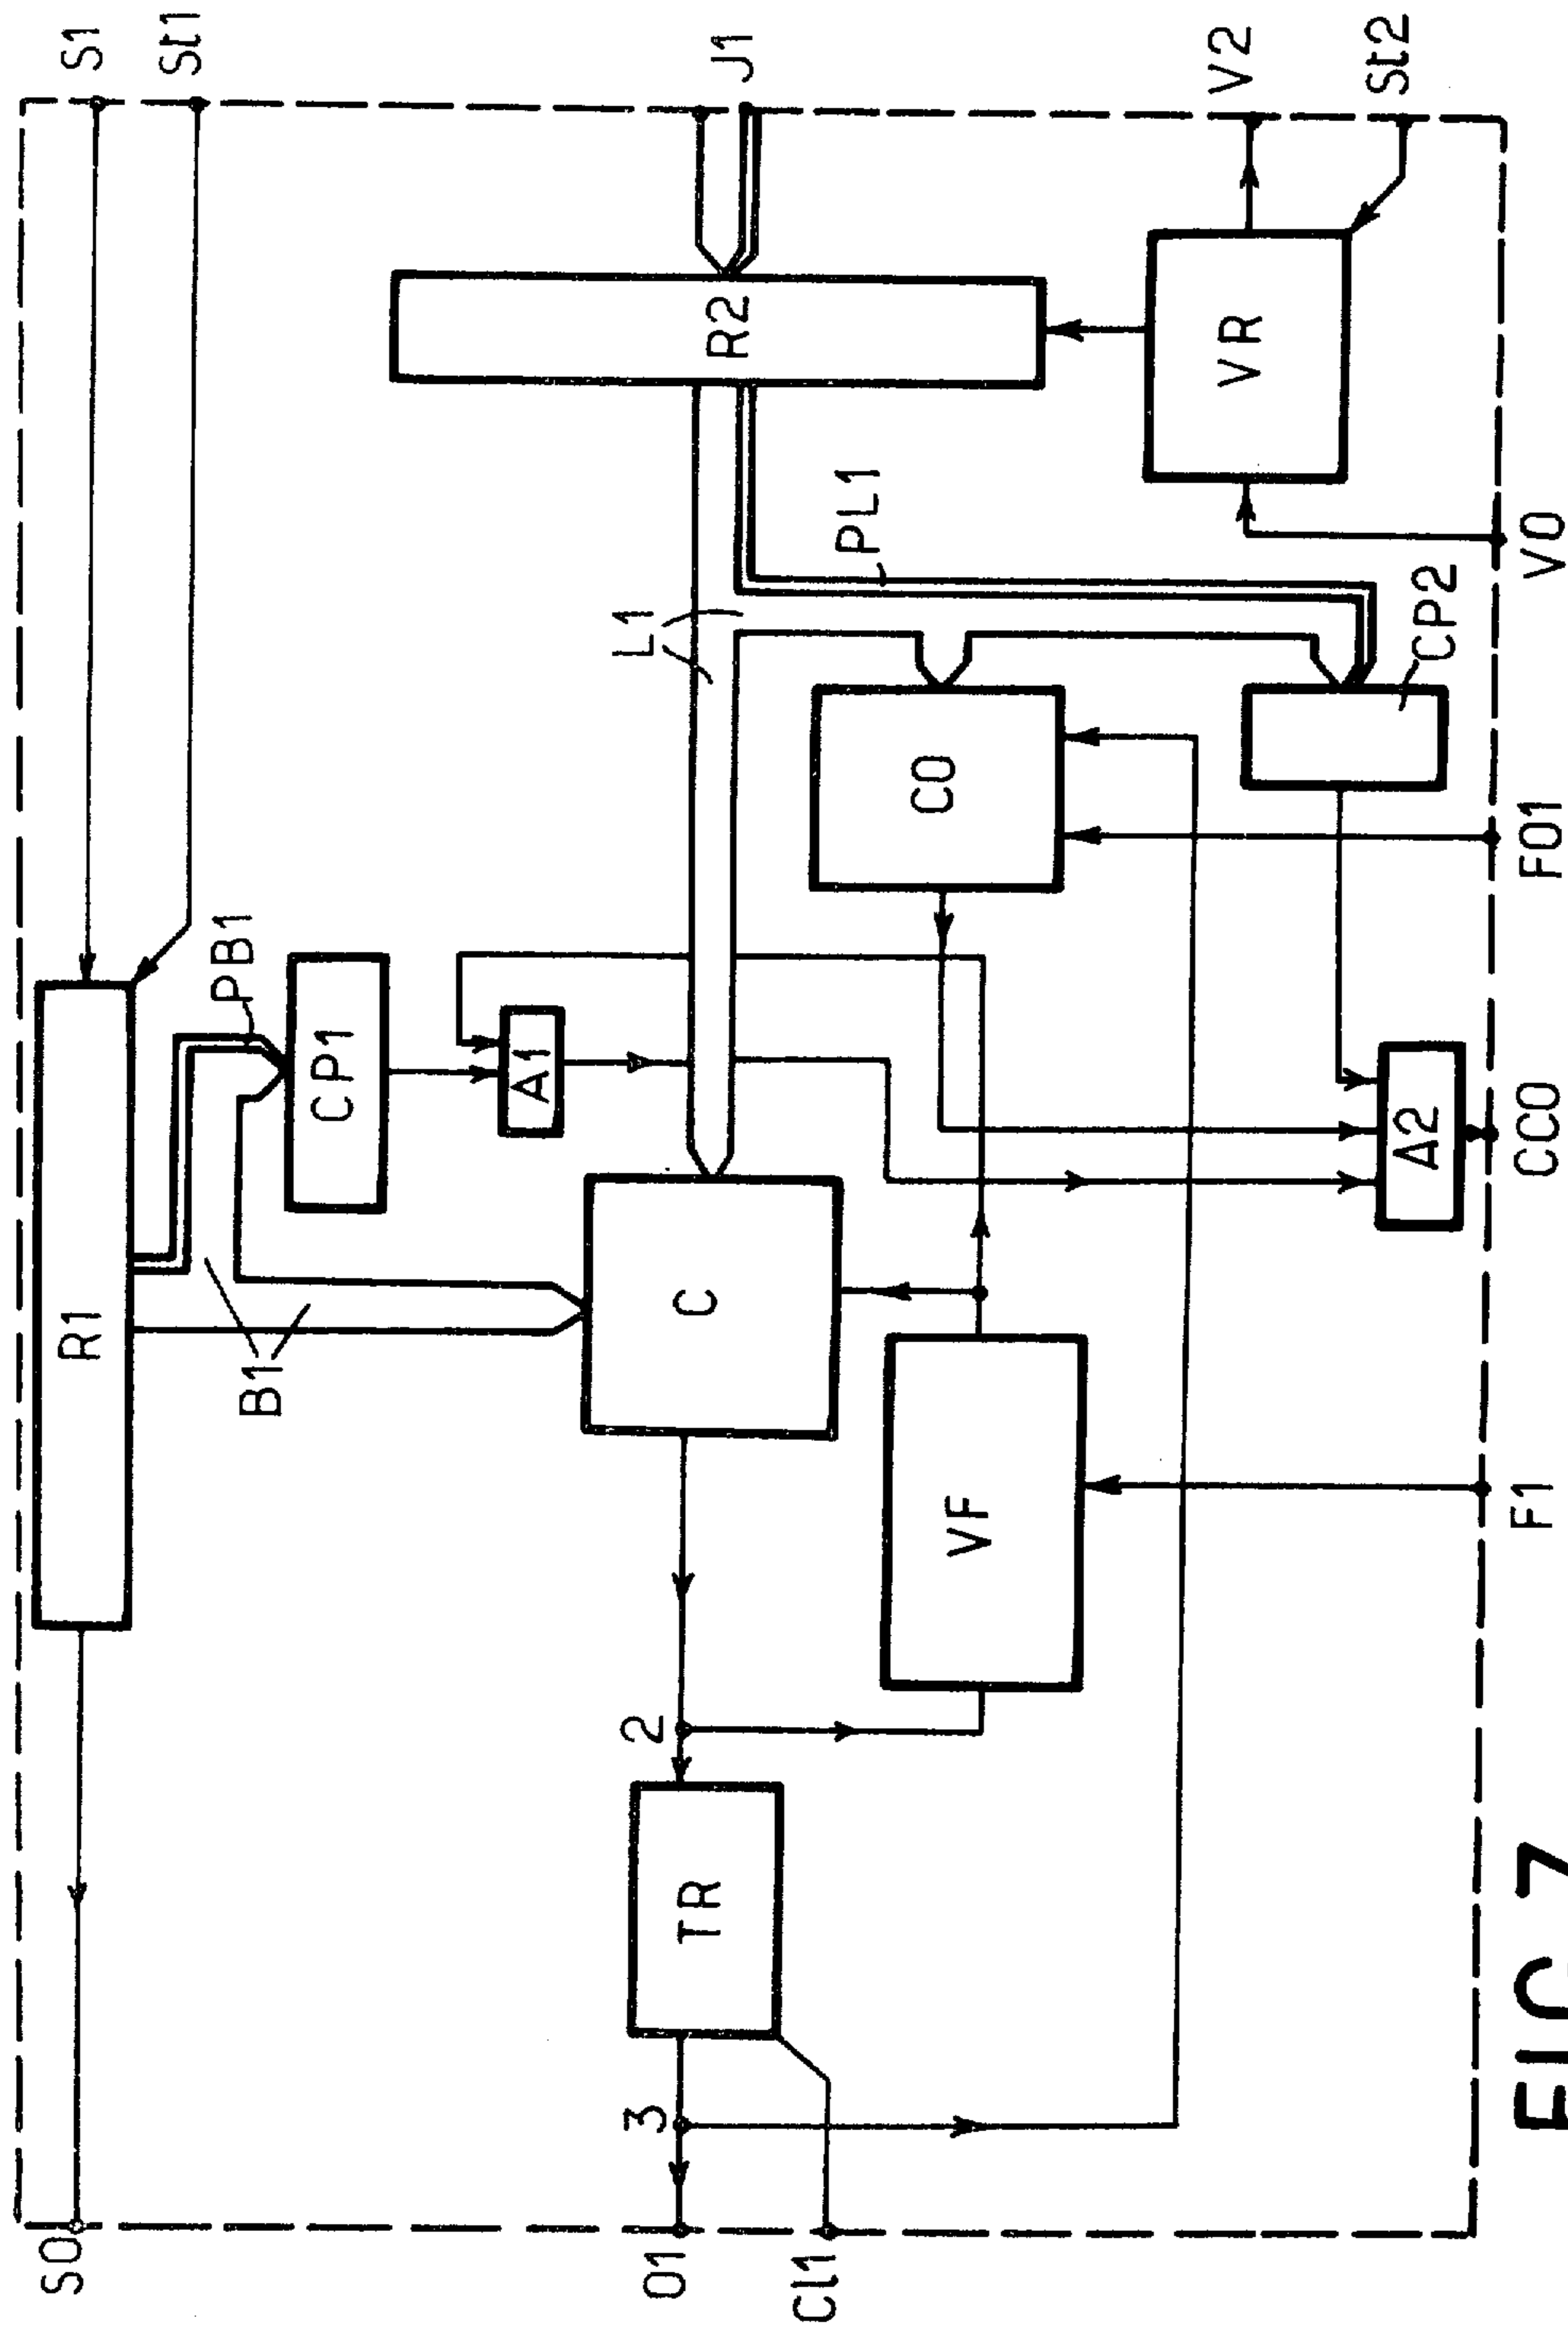 S1
St1
J1
V2
St2
R2
VR
PL1
L1
V0
CP2
C0
F01
PB1
CP1
A1
A2
CC0
R1
B1
C
VF
F1
2
TR
3
S0
01
Cl1
FIG.7